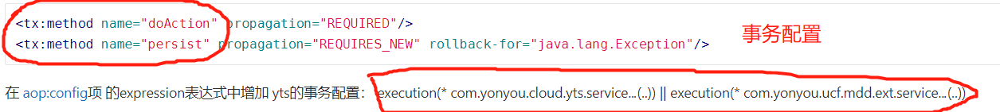 <tx:method name="doAction" propagation="REQUIRED"/>
<tx:method name="persist" propagation="REQUIRES_NEW" rollback-for="java.lang.Exception"/>
事务配置
在 aop:config项 的expression表达式中增加 yts的事务配置： execution(* com.yonyou.cloud.yts.service...(..)) || execution(* com.yonyou.ucf.mdd.ext.service...(..))